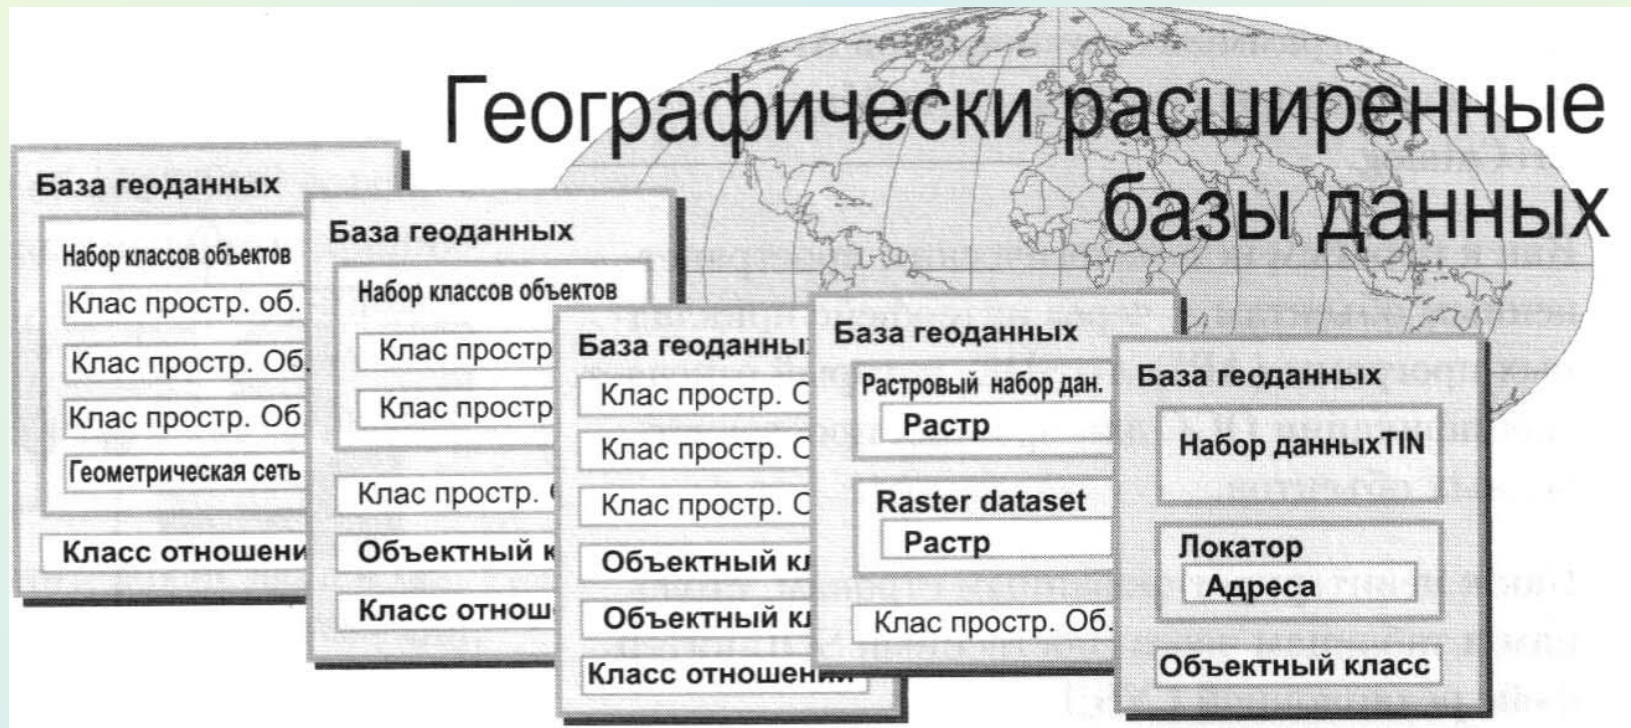 Географически расширенные
базы данных
База геоданных
Набор классов объектов
Клас простр. об.
Клас простр. Об.
Клас простр. Об
Геометрическая сеть
Класс отношени
База геоданных
Набор классов объектов
Клас простр
Клас простр
Клас простр.
Объектный к
Класс отнош
База геоданны
Клас простр. О
Клас простр. О
Клас простр. О
Объектный кл
Объектный кл
Класс отношений
База геоданных
Растровый набор дан.
Растр
Raster dataset
Растр
Клас простр. Об.
База геоданных
Набор данныхTIN
Локатор
Адреса
Объектный класс